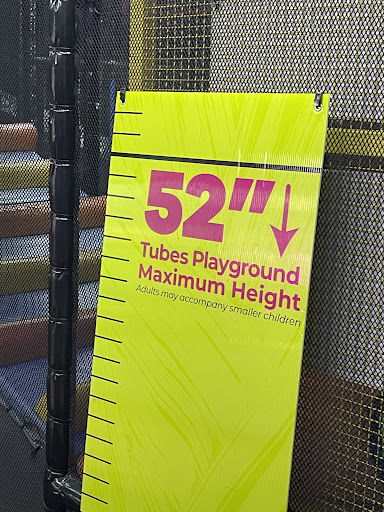 52" ↓
Tubes Playground
Maximum Height
Adults may accompany smaller children